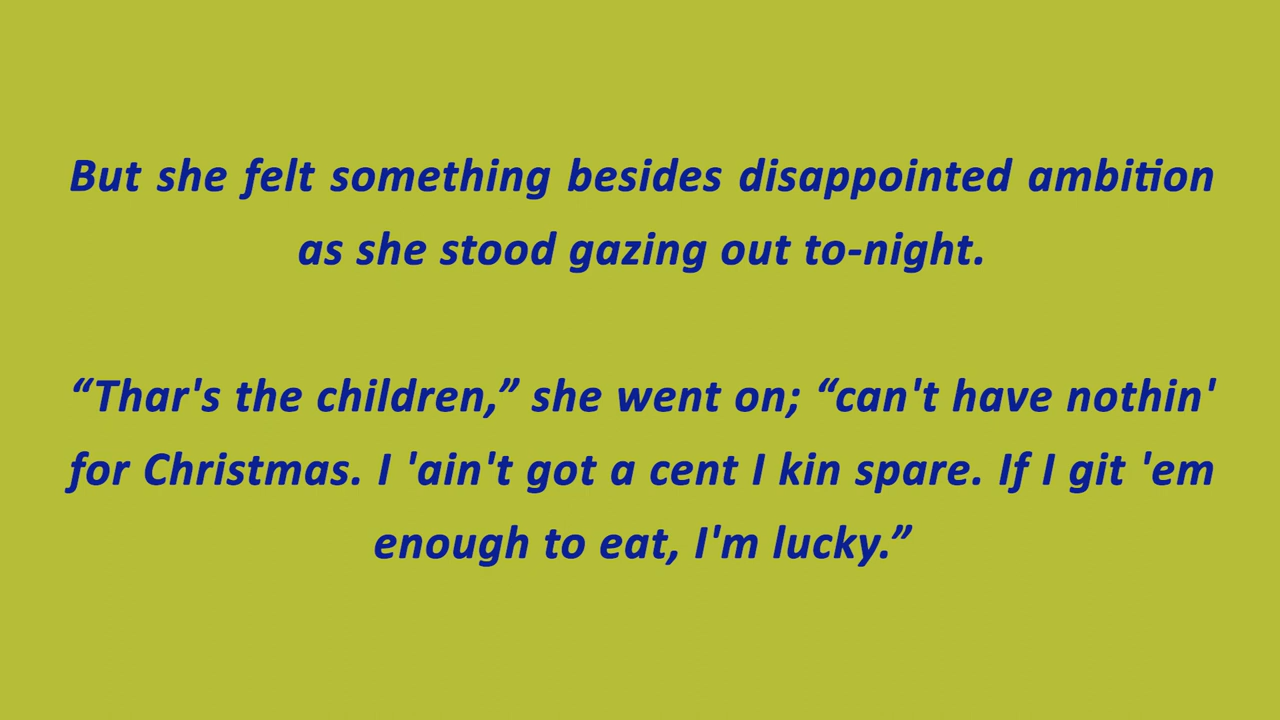 But she felt something besides disappointed ambition
as she stood gazing out to-night.
“Thar's the children,” she went on; “can't have nothin'
for Christmas. I 'ain't got a cent I kin spare. If I git 'em
enough to eat, I'm lucky.”